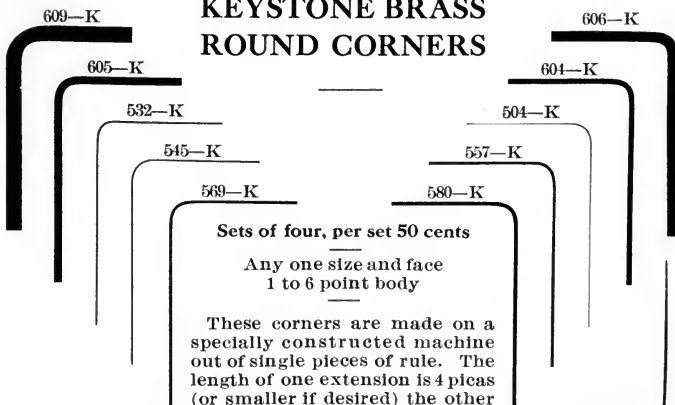 KEYSTONE BRASS
ROUND CORNERS
609—K
606—K
605—K
604—K
532—K
504—K
545—K
557—K
569—K
580—K
Sets of four, per set 50 cents
Any one size and face
1 to 6 point body
These corners are made on a
specially constructed machine
out of single pieces of rule. The
length of one extension is 4 picas
(or smaller if desired) the other